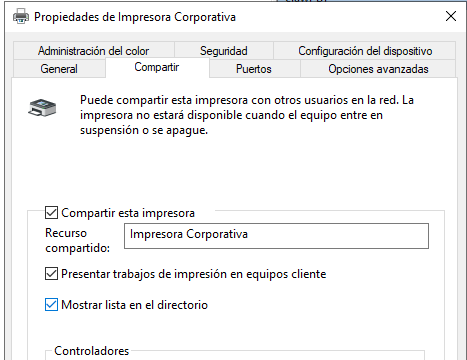 Propiedades de Impresora Corporativa
Administración del color Seguridad Configuración del dispositivo
General Compartir Puertos Opciones avanzadas
Puede compartir esta impresora con otros usuarios en la red. La
impresora no estará disponible cuando el equipo entre en
suspensión o se apague.
Compartir esta impresora
Recurso
compartido:
Impresora Corporativa
Presentar trabajos de impresión en equipos cliente
Mostrar lista en el directorio
Controladores